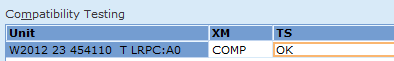 Compatibility Testing
Unit XM TS
W2012 23 454110 T LRPC:A0 COMP OK